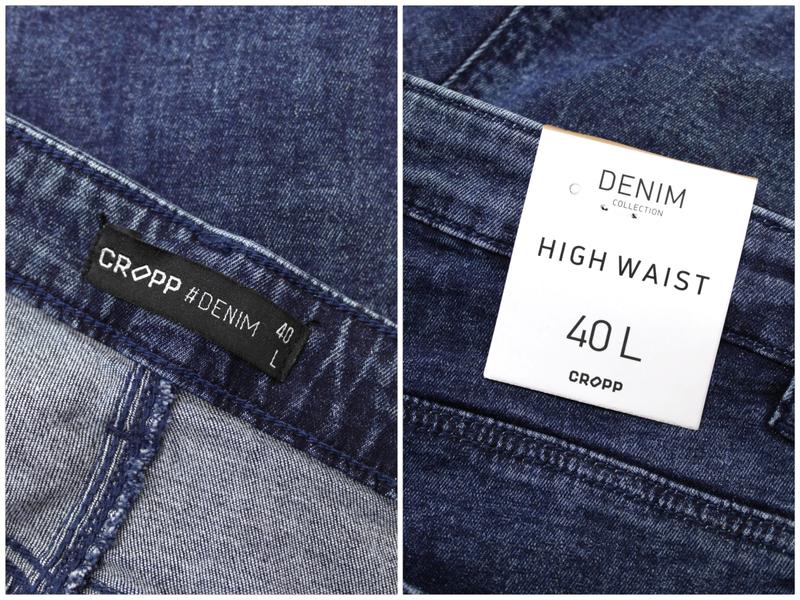 CROPP #DENIM 40
L
DENIM
COLLECTION
HIGH WAIST
40 L
CROPP